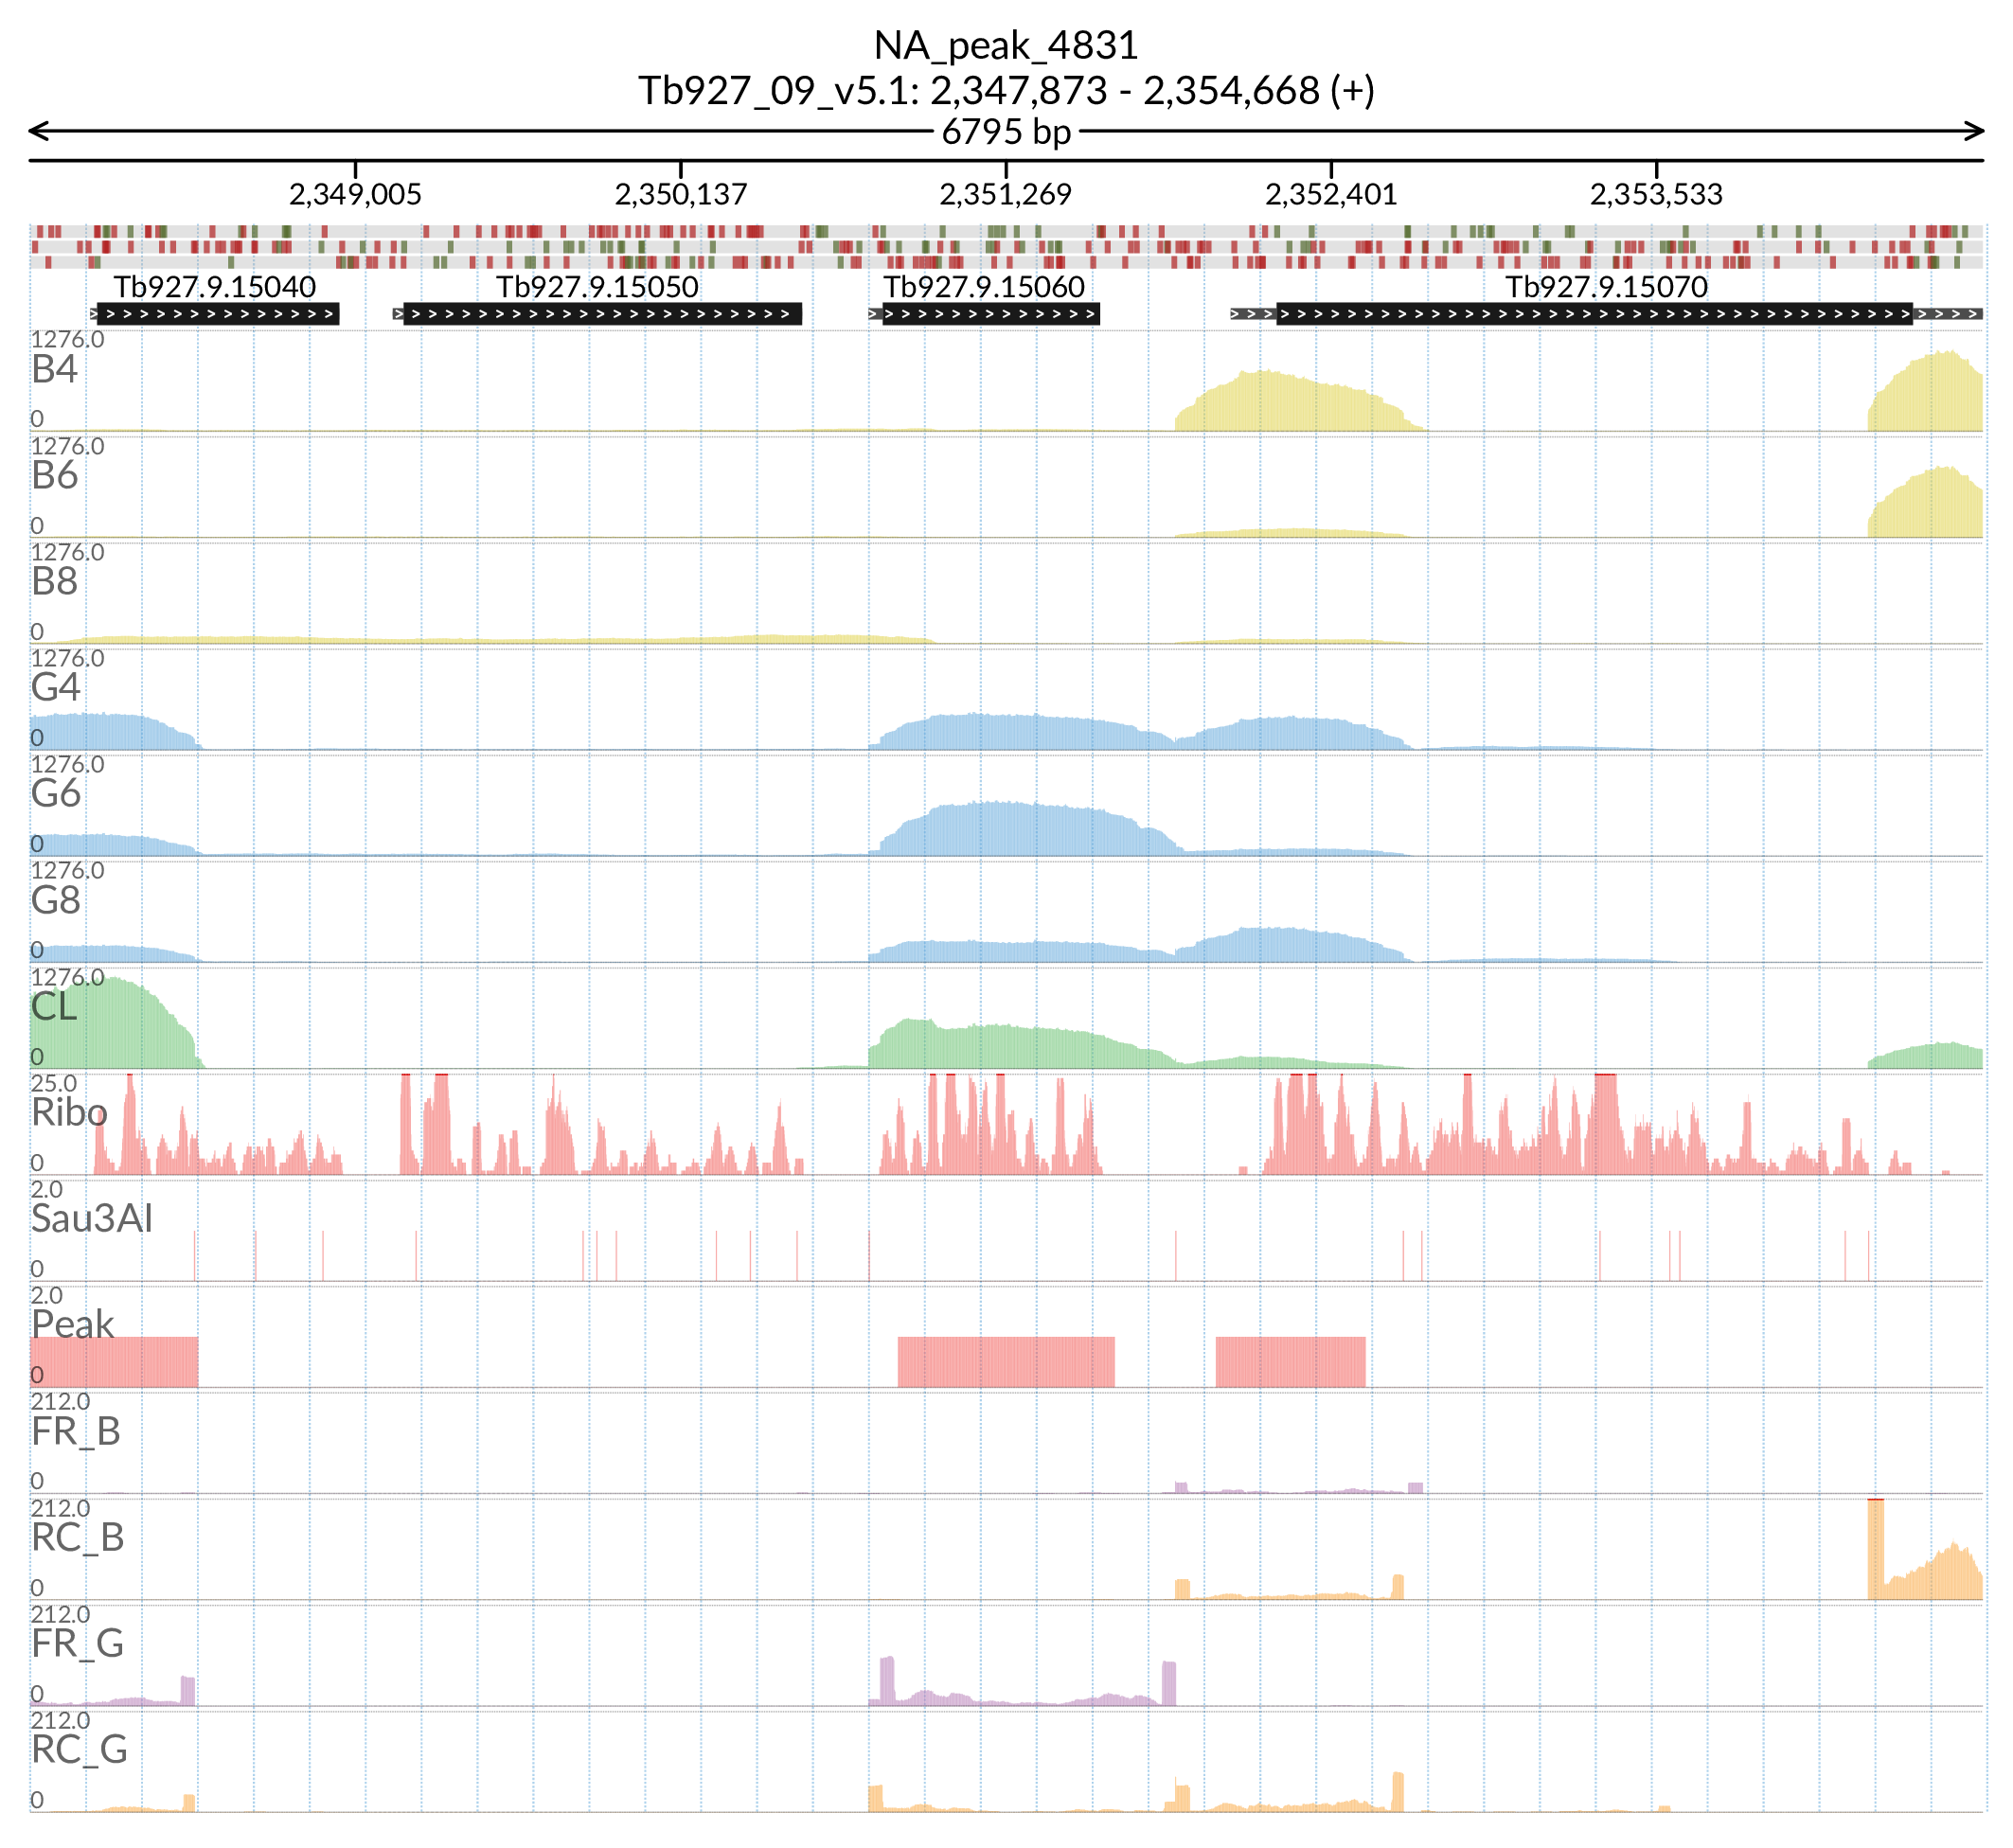 NA_peak_4831
Tb927_09_v5.1: 2,347,873 - 2,354,668 (+)
6795 bp
2,349,005 2,350,137 2,351,269 2,352,401 2,353,533
Tb927.9.15040 Tb927.9.15050 Tb927.9.15060 Tb927.9.15070
1276.0
B4
0
1276.0
B6
0
1276.0
B8
0
1276.0
G4
0
1276.0
G6
0
1276.0
G8
0
1276.0
CL
0
25.0
Ribo
0
2.0
Sau3AI
0
2.0
Peak
0
212.0
FR_B
0
212.0
RC_B
0
212.0
FR_G
0
212.0
RC_G
0